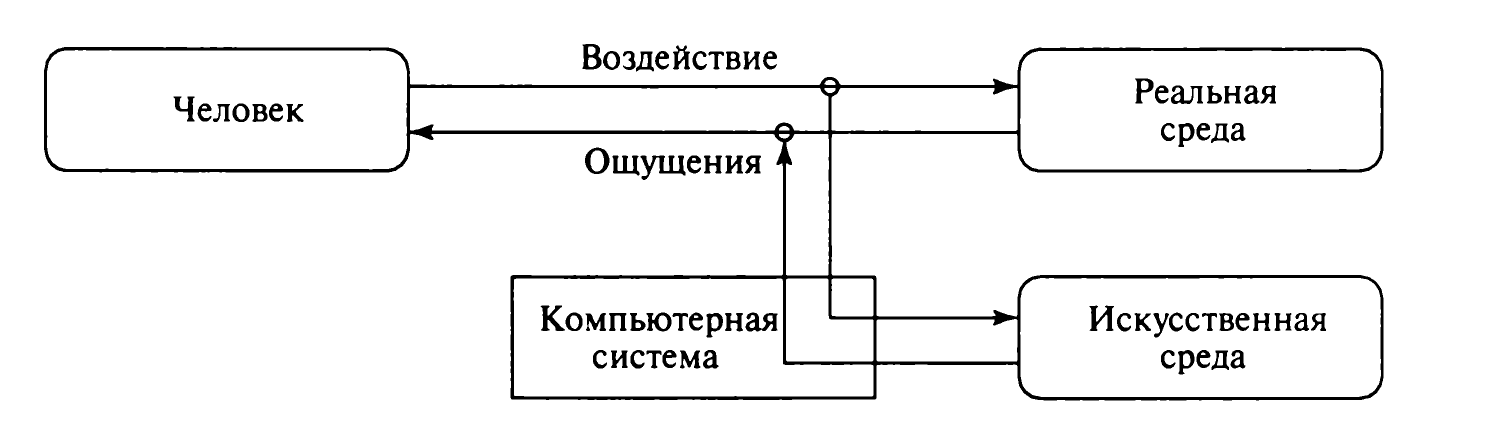 Воздействие
Человек
Реальная
среда
Ощущения
Компьютерная
система
Искусственная
среда